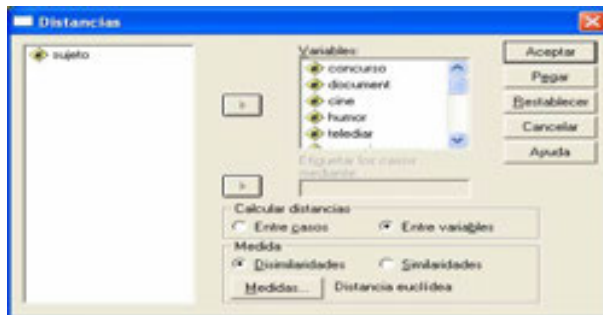 Distancias
sujeto
Variables:
concurso
document
cine
humor
telediar
Etiquetar los casos
mediante:
Aceptar
Pegar
Restablecer
Cancelar
Ayuda
Calcular distancias
Entre casos
Entre variables
Medida
Disimilaridades
Similaridades
Medidas...
Distancia euclídea